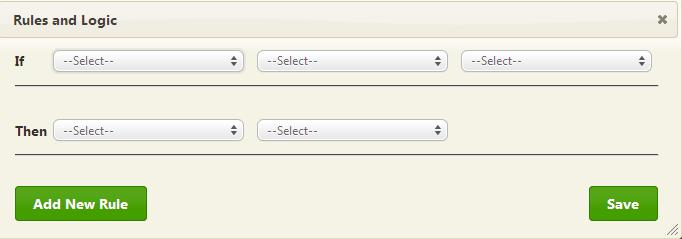 Rules and Logic
If --Select-- --Select-- --Select--
Then --Select-- --Select--
Add New Rule Save